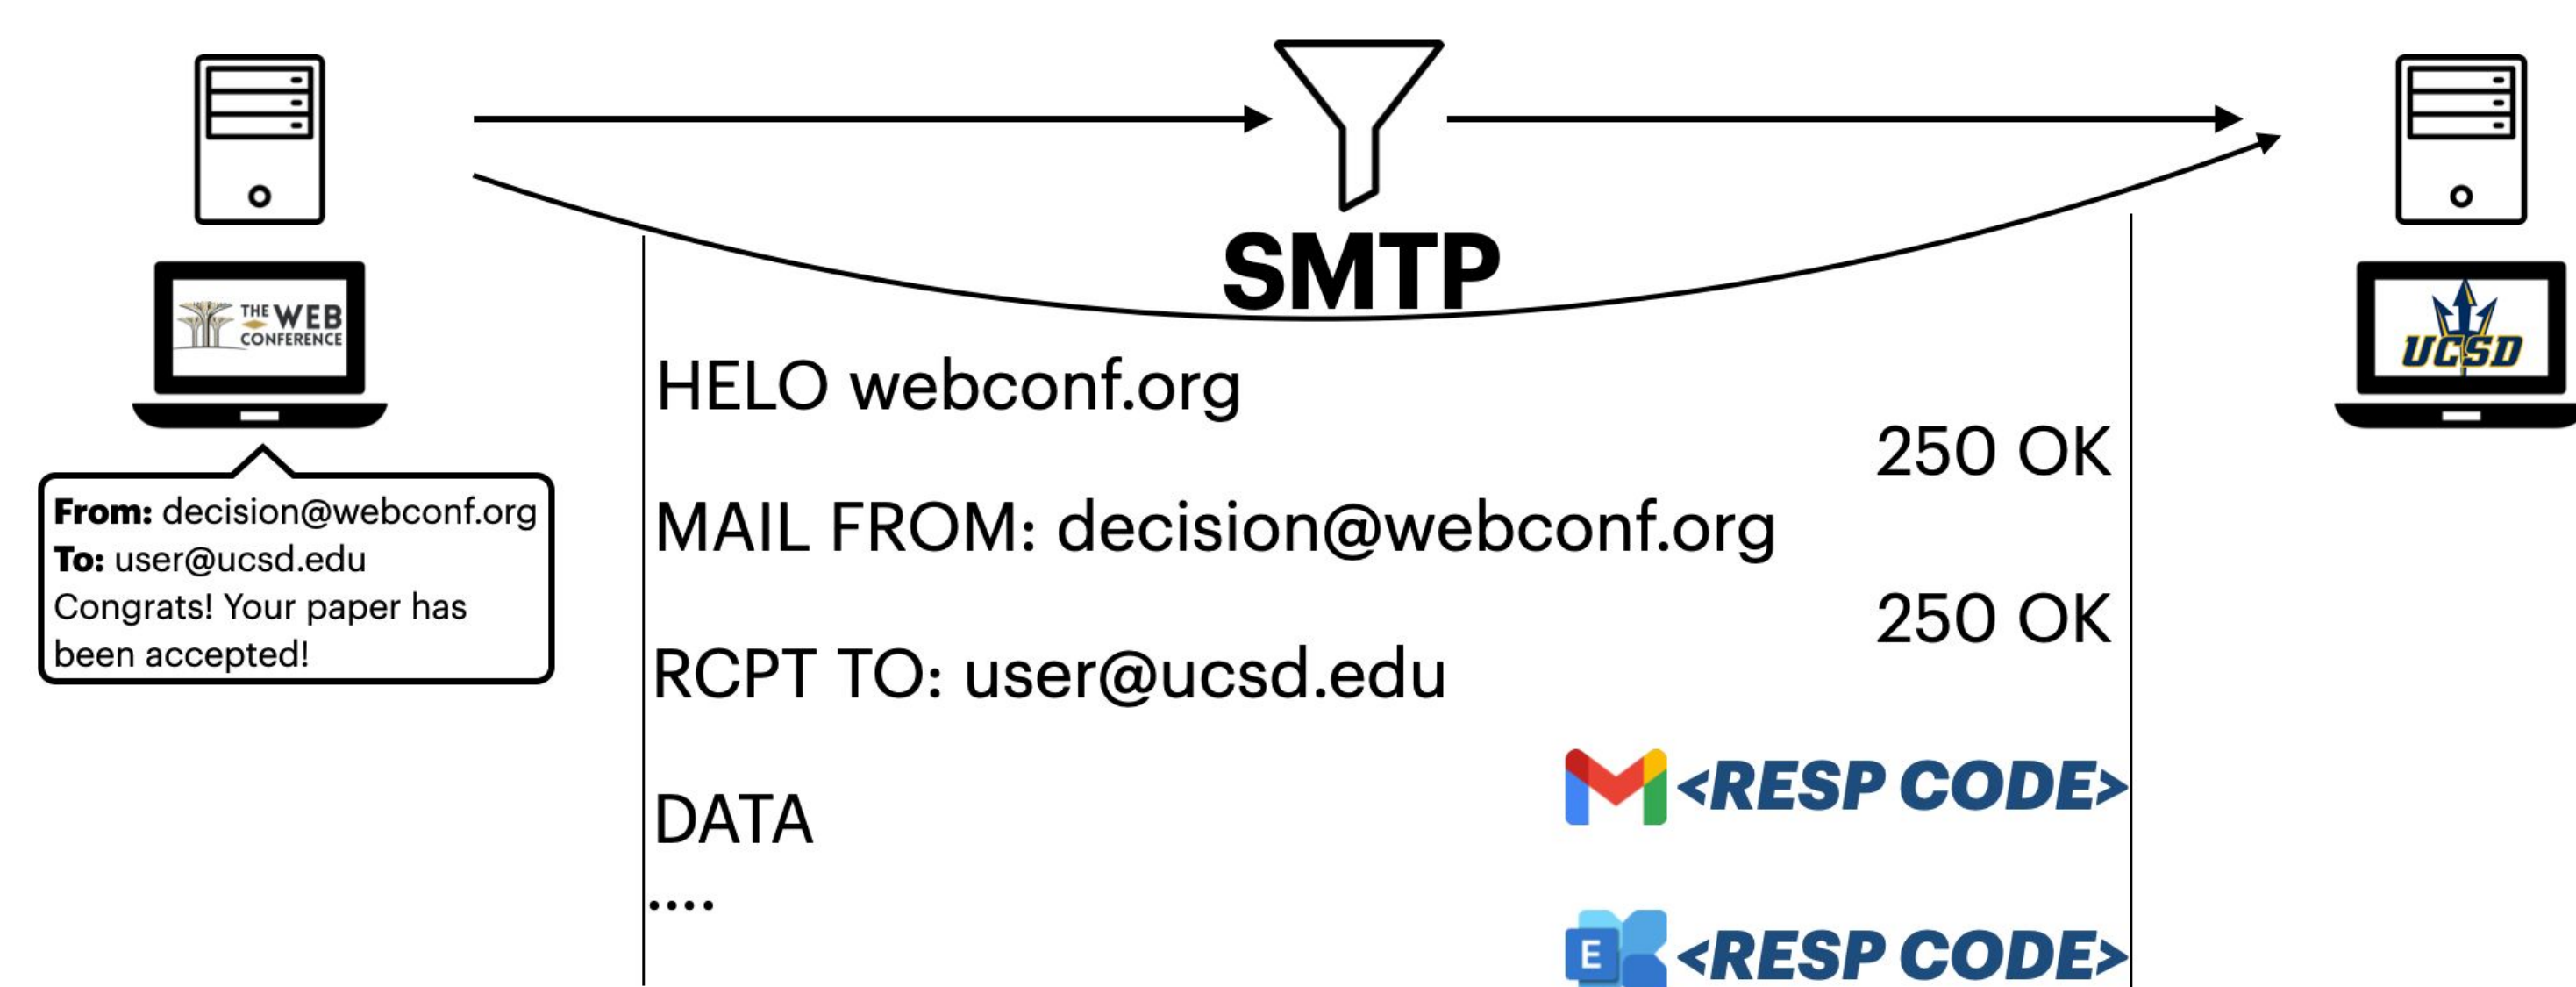 SMTP
THE WEB
CONFERENCE
UCSD
From: decision@webconf.org
To: user@ucsd.edu
Congrats! Your paper has
been accepted!
HELO webconf.org
250 OK
MAIL FROM: decision@webconf.org
250 OK
RCPT TO: user@ucsd.edu
<RESP CODE>
DATA
....
E <RESP CODE>